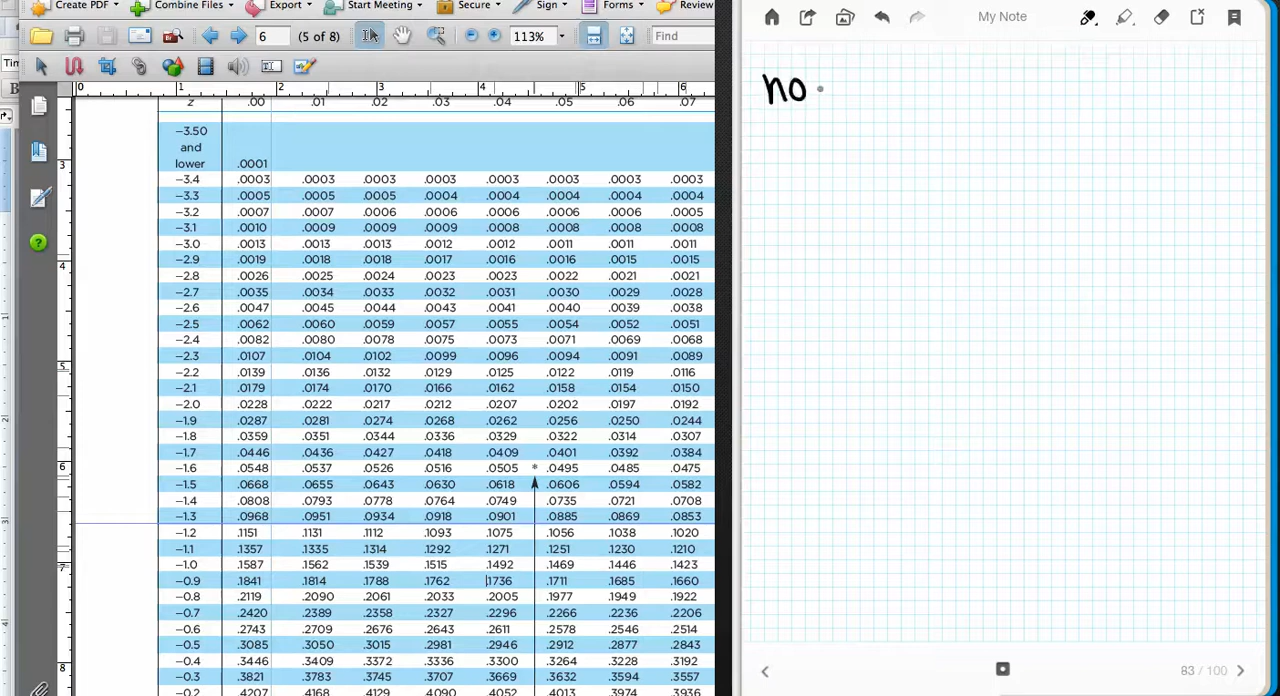 Create PDF Combine Files Export Start Meeting Secure Sign Forms Review
6 (5 of 8) 113% Find
0 1 2 3 4 5 6
z .00 .01 .02 .03 .04 .05 .06 .07
−3.50
and
lower .0001
−3.4 .0003 .0003 .0003 .0003 .0003 .0003 .0003 .0003
−3.3 .0005 .0005 .0005 .0004 .0004 .0004 .0004 .0004
−3.2 .0007 .0007 .0006 .0006 .0006 .0006 .0006 .0005
−3.1 .0010 .0009 .0009 .0009 .0008 .0008 .0008 .0008
−3.0 .0013 .0013 .0013 .0012 .0012 .0011 .0011 .0011
−2.9 .0019 .0018 .0018 .0017 .0016 .0016 .0015 .0015
−2.8 .0026 .0025 .0024 .0023 .0023 .0022 .0021 .0021
−2.7 .0035 .0034 .0033 .0032 .0031 .0030 .0029 .0028
−2.6 .0047 .0045 .0044 .0043 .0041 .0040 .0039 .0038
−2.5 .0062 .0060 .0059 .0057 .0055 .0054 .0052 .0051
−2.4 .0082 .0080 .0078 .0075 .0073 .0071 .0069 .0068
−2.3 .0107 .0104 .0102 .0099 .0096 .0094 .0091 .0089
−2.2 .0139 .0136 .0132 .0129 .0125 .0122 .0119 .0116
−2.1 .0179 .0174 .0170 .0166 .0162 .0158 .0154 .0150
−2.0 .0228 .0222 .0217 .0212 .0207 .0202 .0197 .0192
−1.9 .0287 .0281 .0274 .0268 .0262 .0256 .0250 .0244
−1.8 .0359 .0351 .0344 .0336 .0329 .0322 .0314 .0307
−1.7 .0446 .0436 .0427 .0418 .0409 .0401 .0392 .0384
−1.6 .0548 .0537 .0526 .0516 .0505 * .0495 .0485 .0475
−1.5 .0668 .0655 .0643 .0630 .0618 .0606 .0594 .0582
−1.4 .0808 .0793 .0778 .0764 .0749 .0735 .0721 .0708
−1.3 .0968 .0951 .0934 .0918 .0901 .0885 .0869 .0853
−1.2 .1151 .1131 .1112 .1093 .1075 .1056 .1038 .1020
−1.1 .1357 .1335 .1314 .1292 .1271 .1251 .1230 .1210
−1.0 .1587 .1562 .1539 .1515 .1492 .1469 .1446 .1423
−0.9 .1841 .1814 .1788 .1762 .1736 .1711 .1685 .1660
−0.8 .2119 .2090 .2061 .2033 .2005 .1977 .1949 .1922
−0.7 .2420 .2389 .2358 .2327 .2296 .2266 .2236 .2206
−0.6 .2743 .2709 .2676 .2643 .2611 .2578 .2546 .2514
−0.5 .3085 .3050 .3015 .2981 .2946 .2912 .2877 .2843
−0.4 .3446 .3409 .3372 .3336 .3300 .3264 .3228 .3192
−0.3 .3821 .3783 .3745 .3707 .3669 .3632 .3594 .3557
−0.2 .4207 .4168 .4129 .4090 .4052 .4013 .3974 .3936
My Note
no
83 / 100